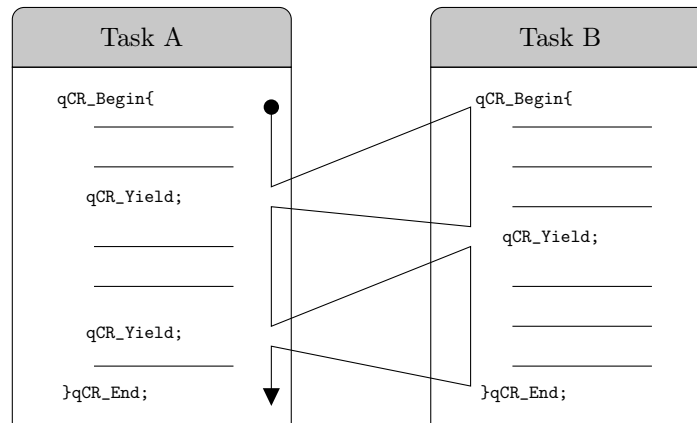 Task A
qCR_Begin{
qCR_Yield;
qCR_Yield;
}qCR_End;
Task B
qCR_Begin{
qCR_Yield;
}qCR_End;